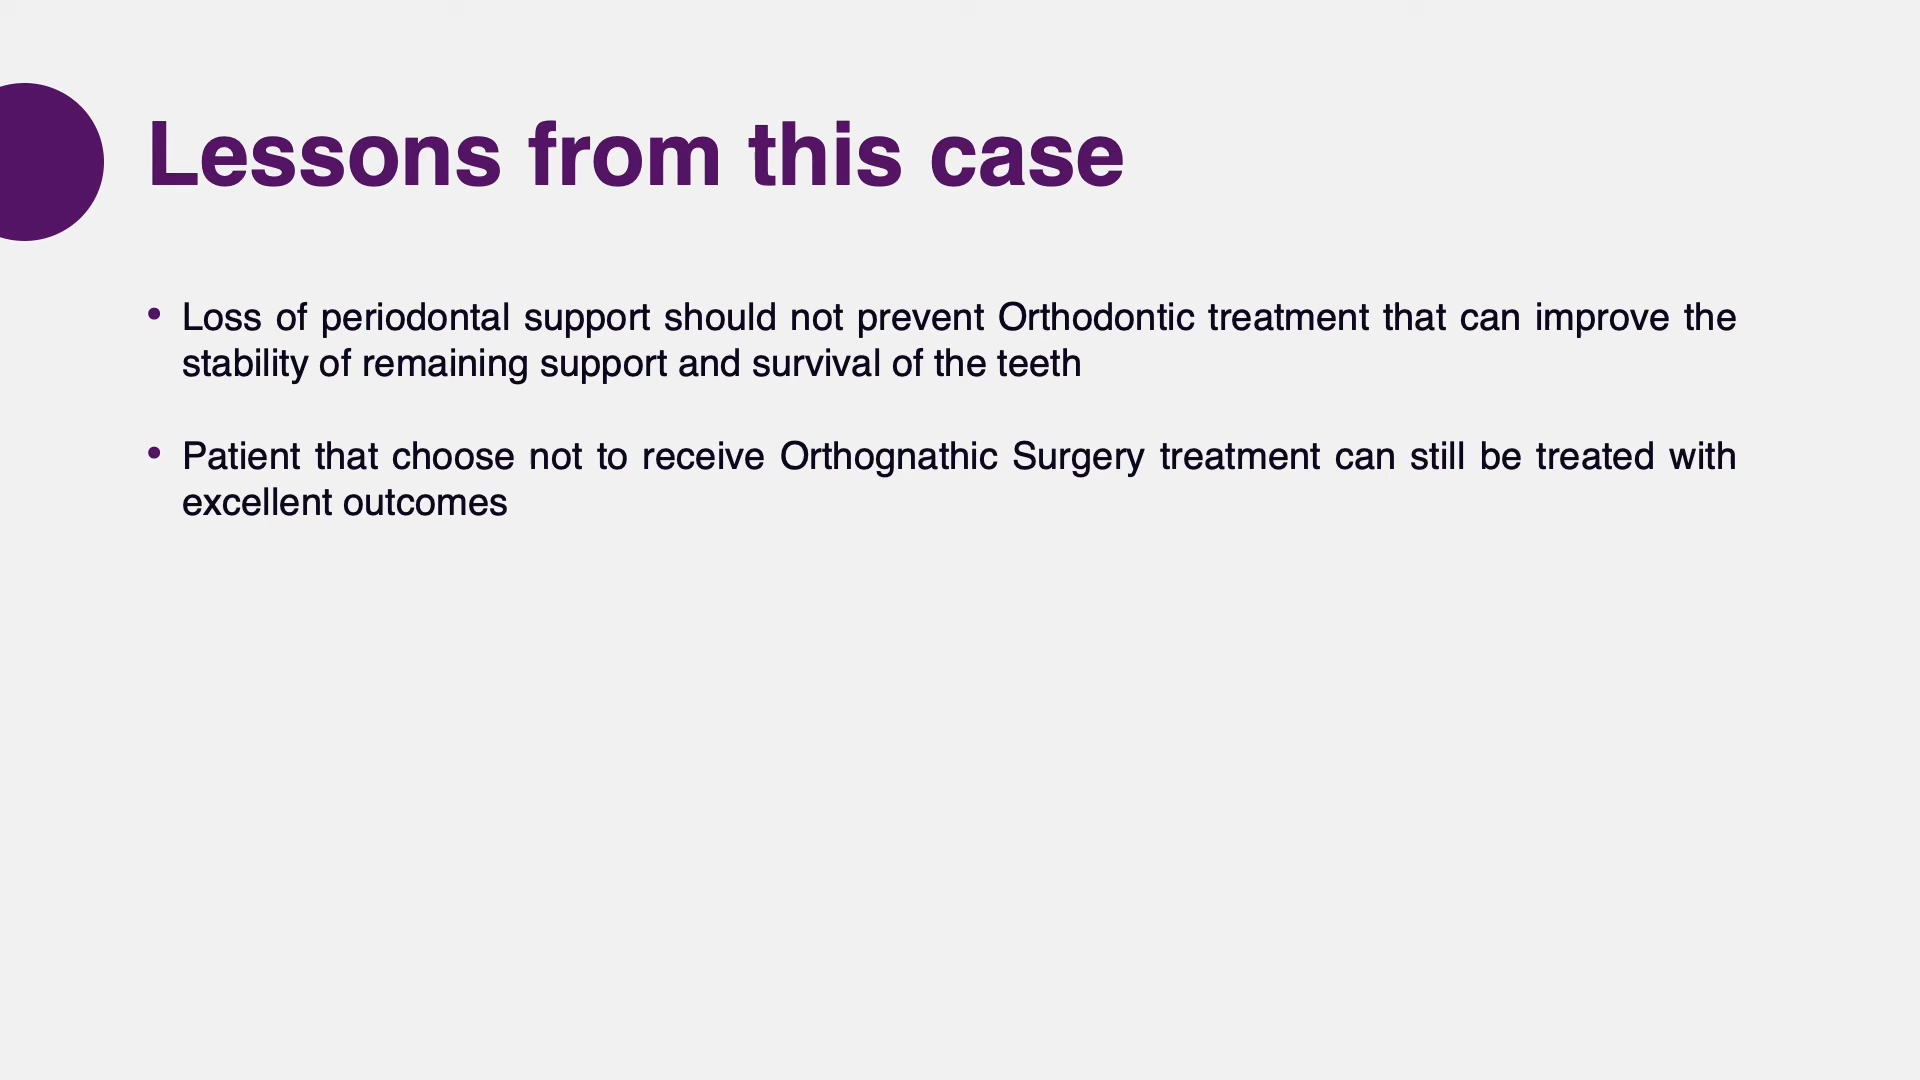 Lessons from this case
• Loss of periodontal support should not prevent Orthodontic treatment that can improve the
stability of remaining support and survival of the teeth
• Patient that choose not to receive Orthognathic Surgery treatment can still be treated with
excellent outcomes